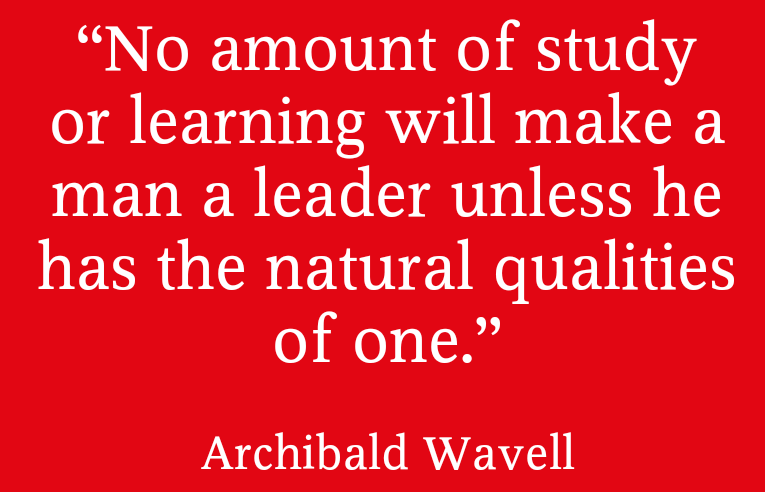 “No amount of study
or learning will make a
man a leader unless he
has the natural qualities
of one.”
Archibald Wavell